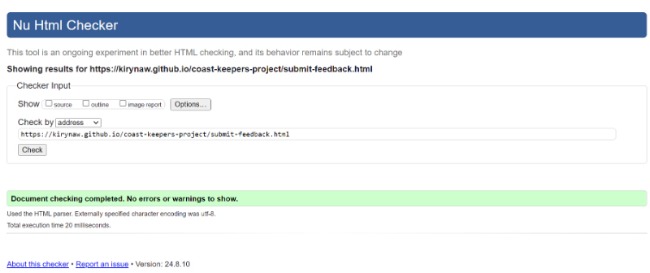 Nu Html Checker
This tool is an ongoing experiment in better HTML checking, and its behavior remains subject to change
Showing results for https://kirynaw.github.io/coast-keepers-project/submit-feedback.html
Checker Input
Show source outline image report Options...
Check by address
https://kirynaw.github.io/coast-keepers-project/submit-feedback.html
Check
Document checking completed. No errors or warnings to show.
Used the HTML parser. Externally specified character encoding was utf-8.
Total execution time 20 milliseconds.
About this checker • Report an issue • Version: 24.8.10